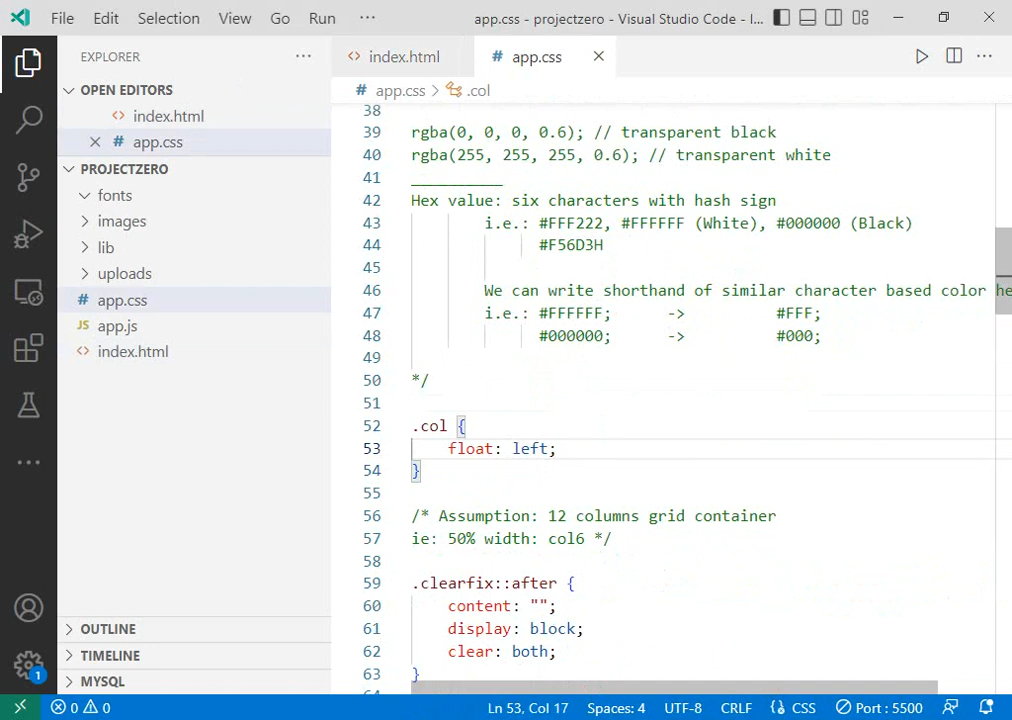 File Edit Selection View Go Run ··· app.css - projectzero - Visual Studio Code - I...
EXPLORER ···
OPEN EDITORS
<> index.html
# app.css
PROJECTZERO
fonts
images
lib
uploads
# app.css
JS app.js
<> index.html
OUTLINE
TIMELINE
MYSQL
1
<> index.html # app.css
# app.css > .col
38
39 rgba(0, 0, 0, 0.6); // transparent black
40 rgba(255, 255, 255, 0.6); // transparent white
41 __________
42 Hex value: six characters with hash sign
43 i.e.: #FFF222, #FFFFFF (White), #000000 (Black)
44 #F56D3H
45
46 We can write shorthand of similar character based color he
47 i.e.: #FFFFFF; -> #FFF;
48 #000000; -> #000;
49
50 */
51
52 .col {
53 float: left;
54 }
55
56 /* Assumption: 12 columns grid container
57 ie: 50% width: col6 */
58
59 .clearfix::after {
60 content: "";
61 display: block;
62 clear: both;
63 }
0 0 Ln 53, Col 17 Spaces: 4 UTF-8 CRLF {} CSS Port : 5500